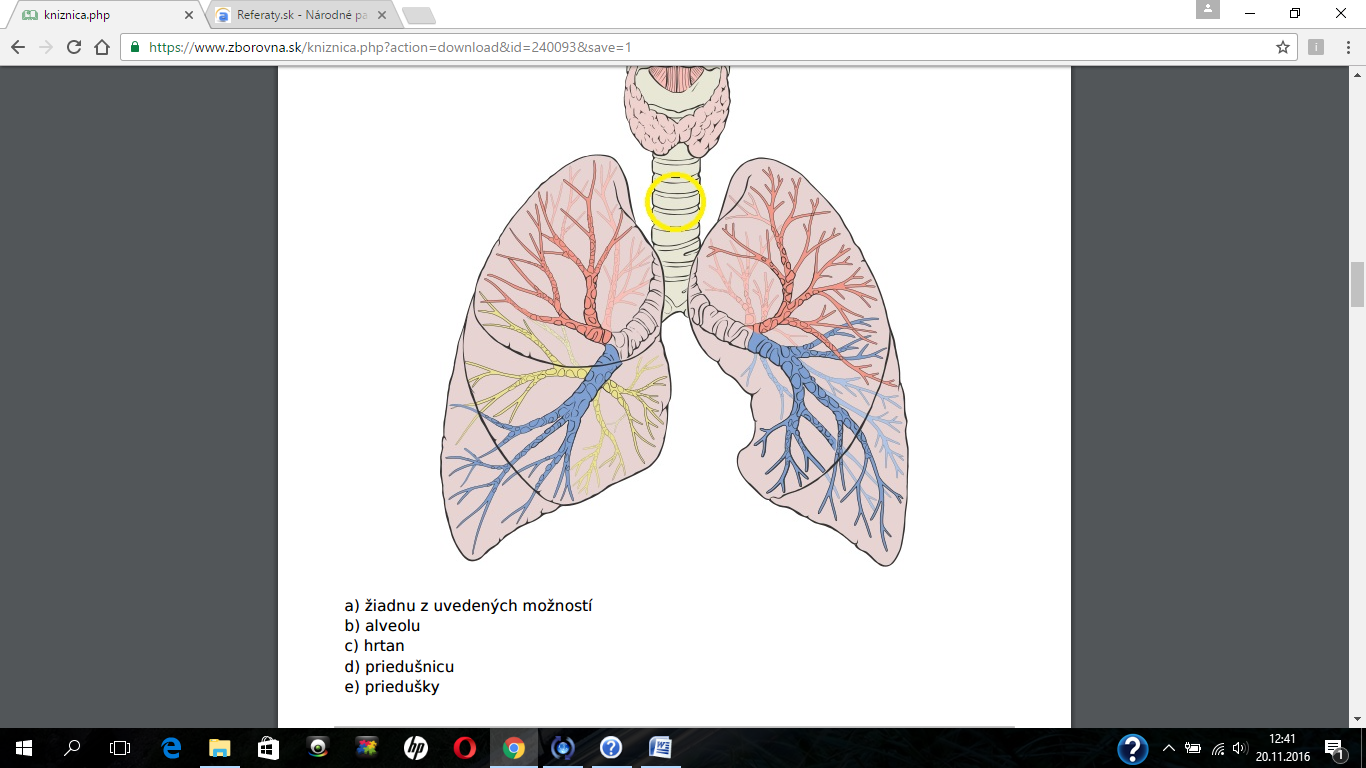 kniznica.php
Referaty.sk - Národné pa
https://www.zborovna.sk/kniznica.php?action=download&id=240093&save=1
a) žiadnu z uvedených možností
b) alveolu
c) hrtan
d) priedušnicu
e) priedušky
12:41
20.11.2016
1